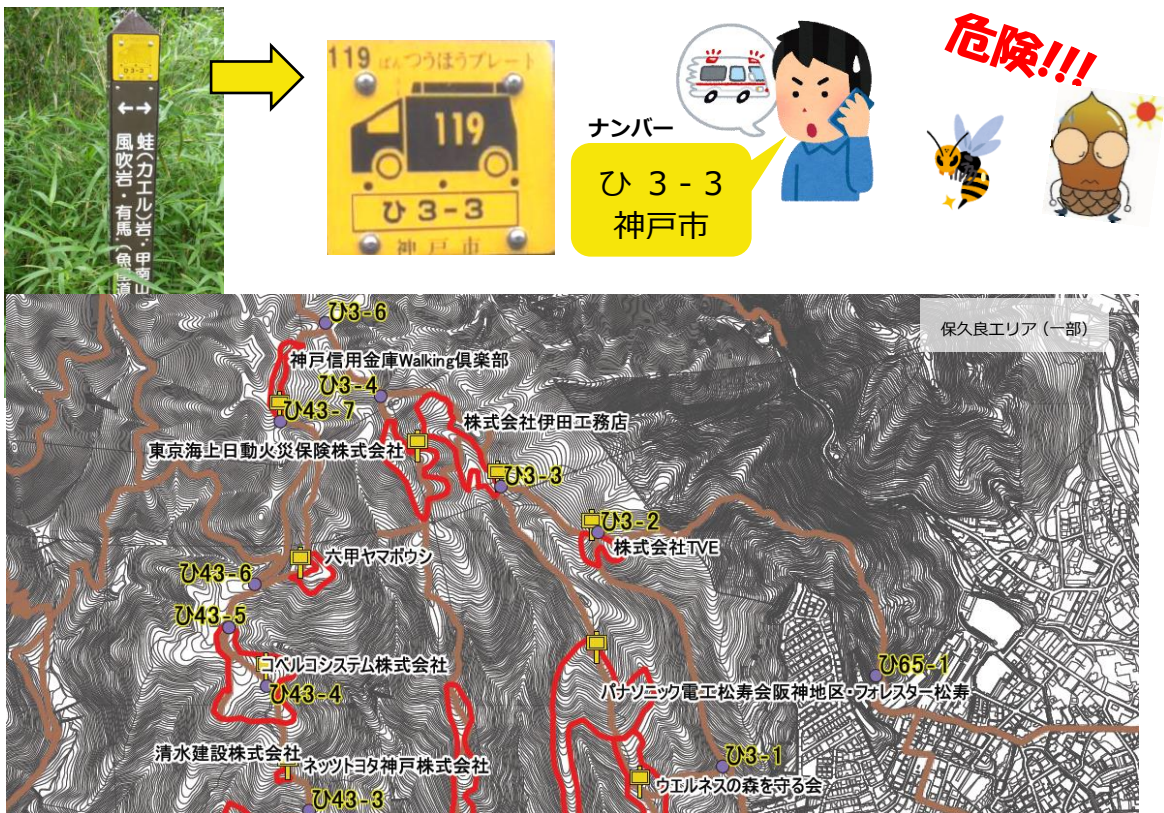 蛙(カエル)岩・甲南山
風吹岩・有馬(魚屋道
ひ3-3
119ばんつうほうプレート
119
ひ3-3
神戸市
ナンバー
ひ 3-3
神戸市
危険!!!
保久良エリア(一部)
ひ3-6
神戸信用金庫Walking倶楽部
ひ3-4
ひ43-7
株式会社伊田工務店
東京海上日動火災保険株式会社
ひ3-3
ひ3-2
株式会社TVE
六甲ヤマボウシ
ひ43-6
ひ43-5
コベルコシステム株式会社
ひ43-4
ひ65-1
パナソニック電工松寿会阪神地区・フォレスター松寿
清水建設株式会社
ネッツトヨタ神戸株式会社
ひ3-1
ウエルネスの森を守る会
ひ43-3